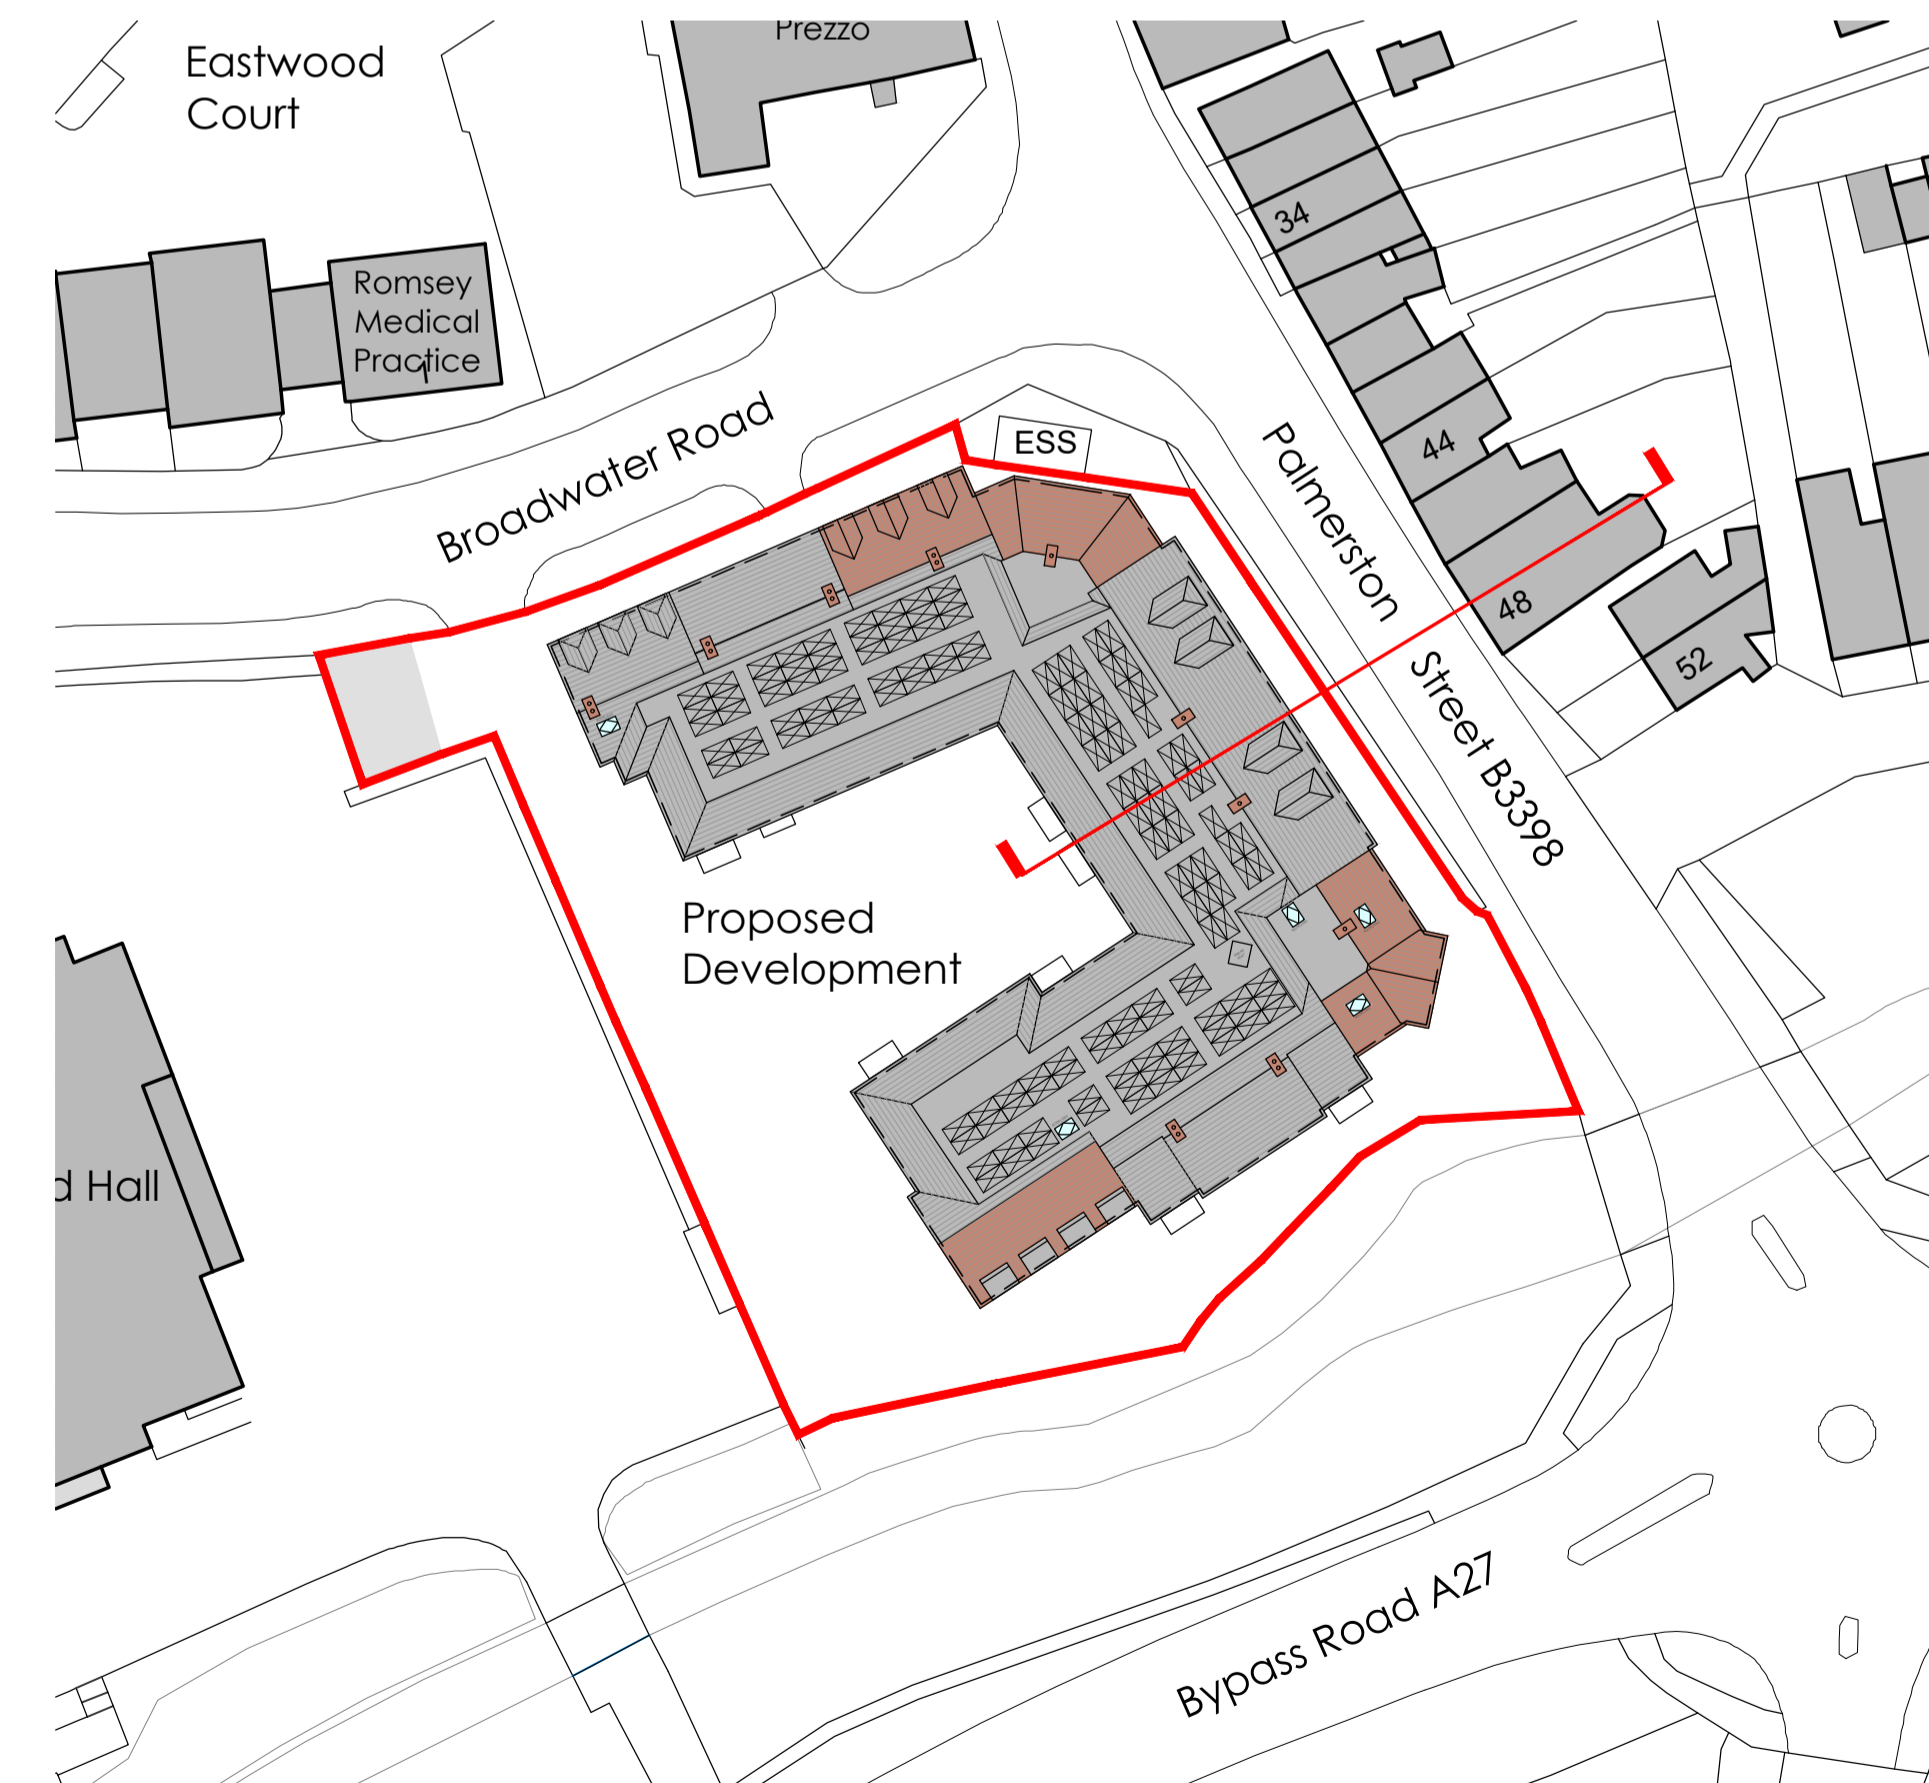 Prezzo
Eastwood
Court
34
Romsey
Medical
Practice
1
Broadwater Road
ESS
Palmerston
Street B3398
44
48
52
Proposed
Development
d Hall
Bypass Road A27